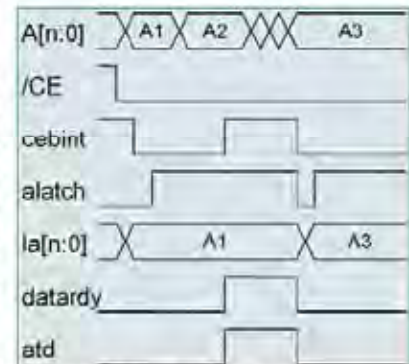 A[n:0] A1 A2 A3
/CE
cebint
alatch
la[n:0] A1 A3
datardy
atd